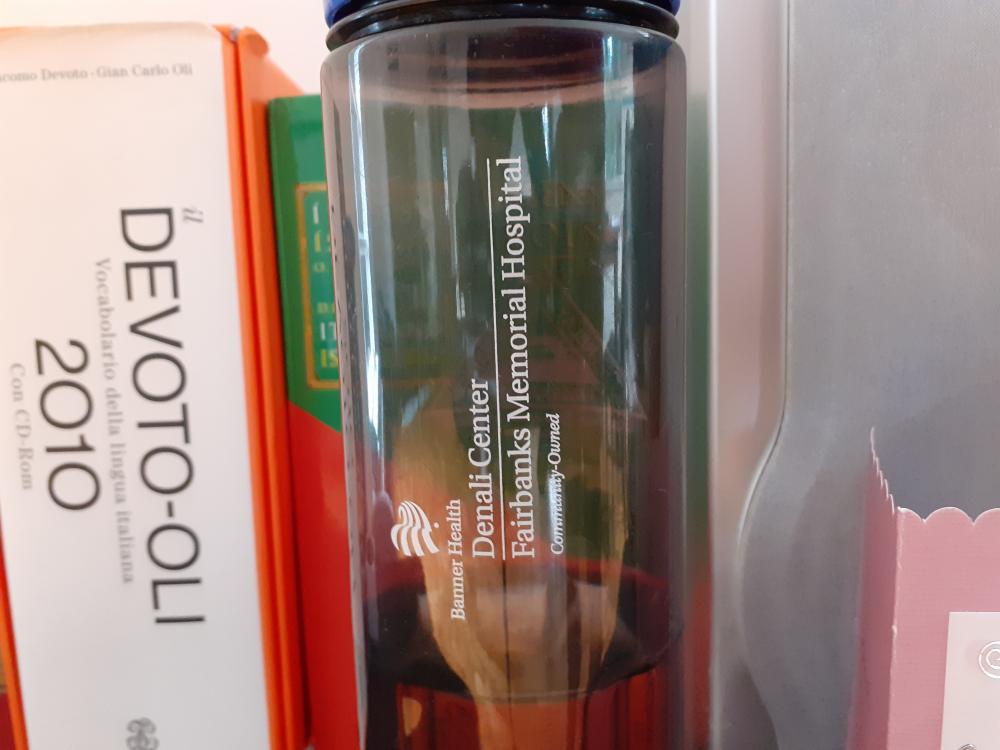 Giacomo Devoto - Gian Carlo Oli
il
DEVOTO-OLI
Vocabolario della lingua italiana
2010
Con CD-Rom
Banner Health
Denali Center
Fairbanks Memorial Hospital
Community-Owned